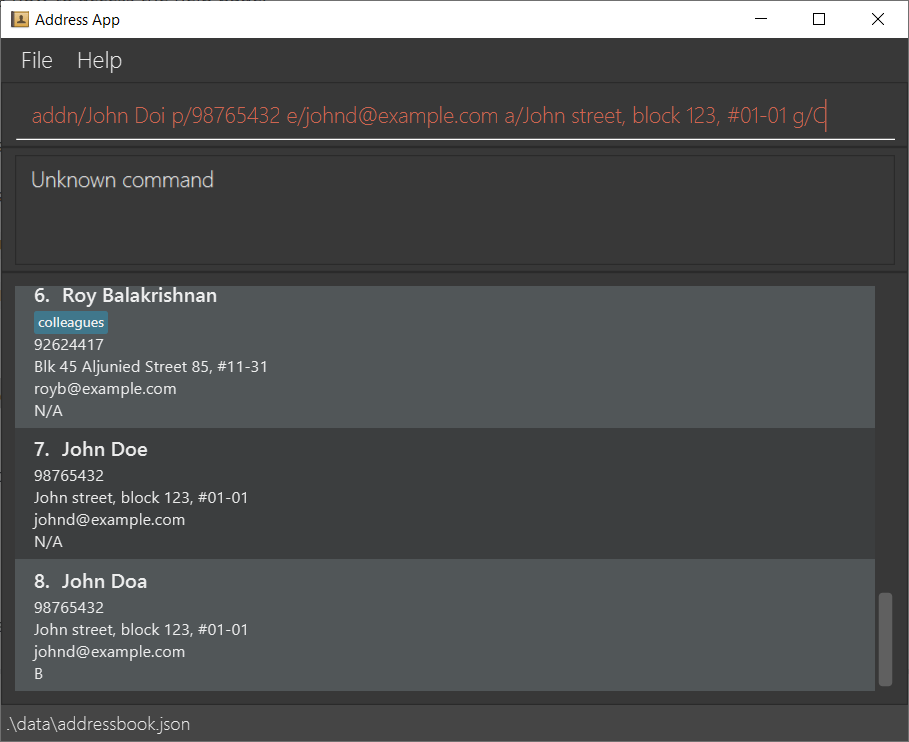 Address App
File Help
addn/John Doi p/98765432 e/johnd@example.com a/John street, block 123, #01-01 g/C
Unknown command
6. Roy Balakrishnan
colleagues
92624417
Blk 45 Aljunied Street 85, #11-31
royb@example.com
N/A
7. John Doe
98765432
John street, block 123, #01-01
johnd@example.com
N/A
8. John Doa
98765432
John street, block 123, #01-01
johnd@example.com
B
.\data\addressbook.json